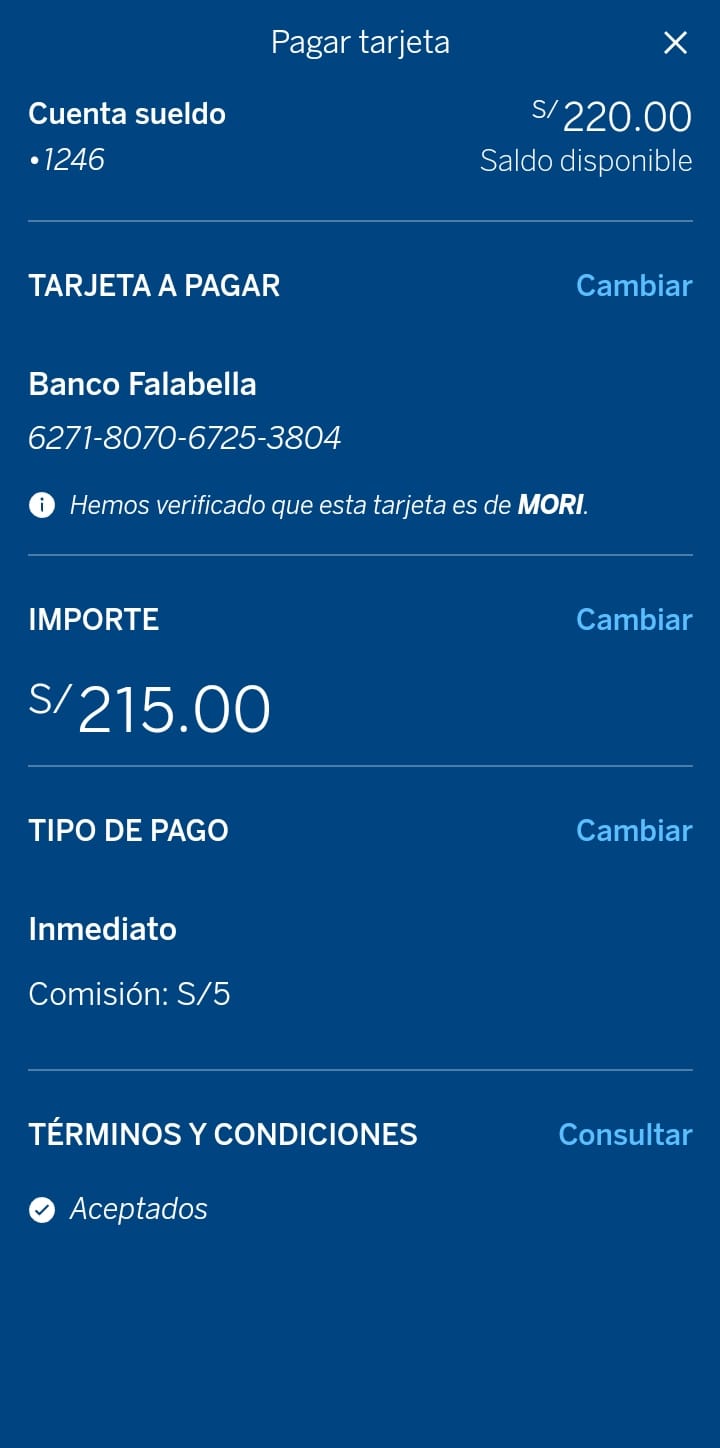 Pagar tarjeta
Cuenta sueldo
S/220.00
•1246
Saldo disponible
TARJETA A PAGAR
Cambiar
Banco Falabella
6271-8070-6725-3804
Hemos verificado que esta tarjeta es de MORI.
IMPORTE
Cambiar
S/215.00
TIPO DE PAGO
Cambiar
Inmediato
Comisión: S/5
TÉRMINOS Y CONDICIONES
Consultar
Aceptados